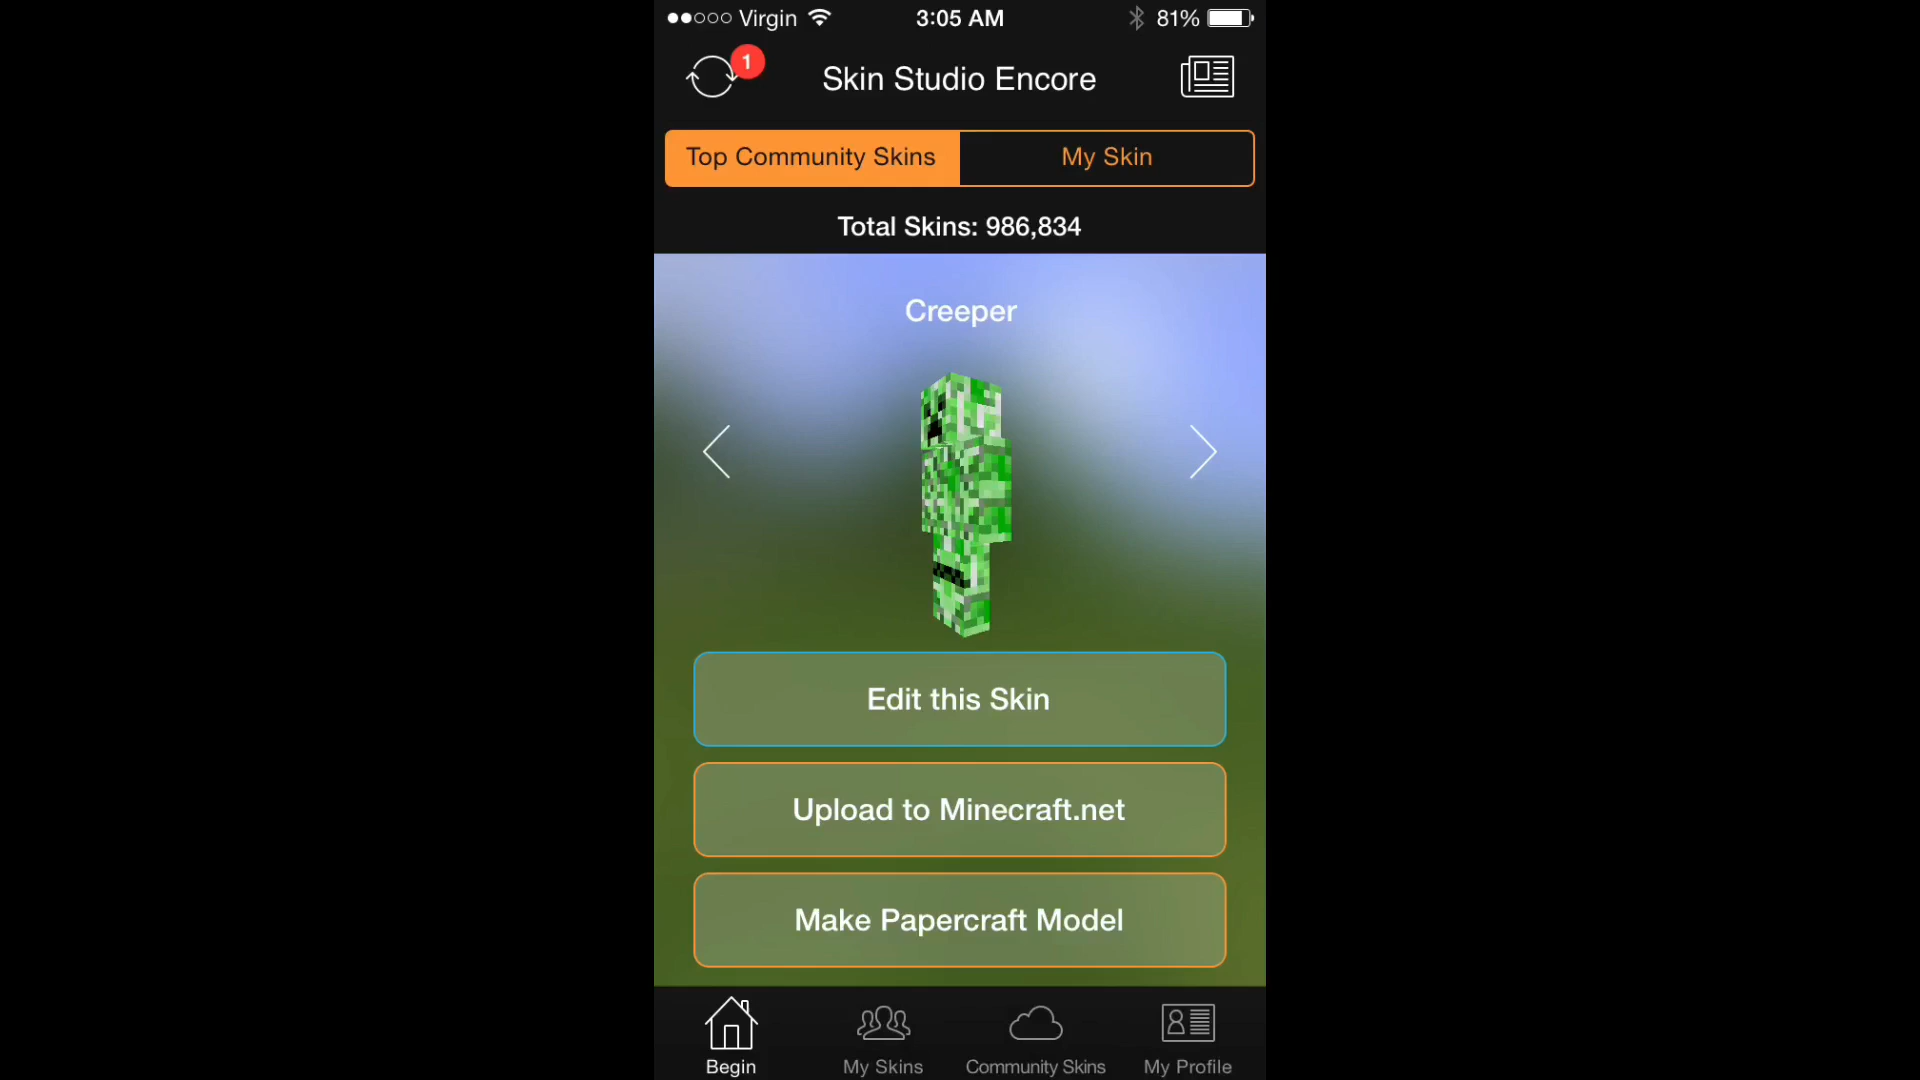 Virgin
3:05 AM
81%
1
Skin Studio Encore
Top Community Skins
My Skin
Total Skins: 986,834
Creeper
Edit this Skin
Upload to Minecraft.net
Make Papercraft Model
Begin
My Skins
Community Skins
My Profile